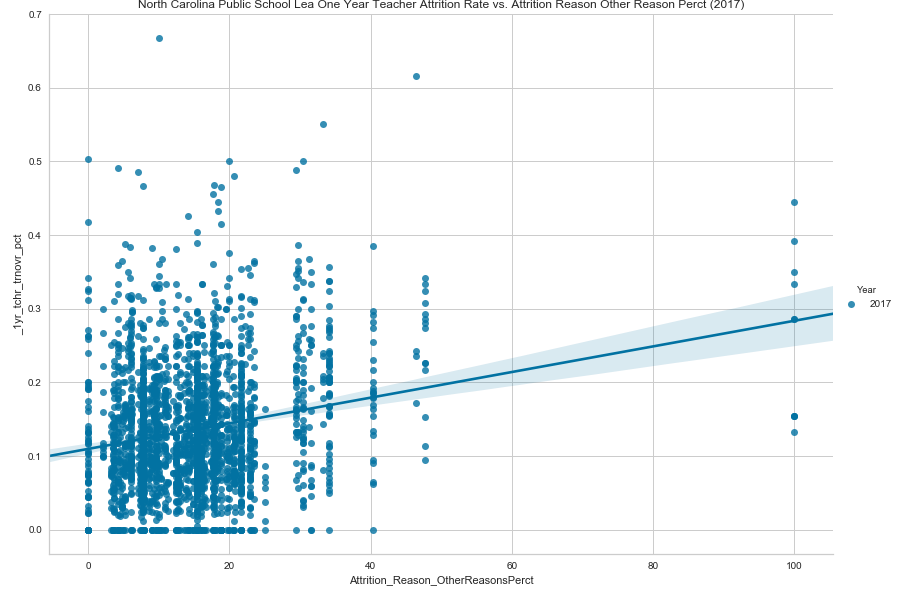 North Carolina Public School Lea One Year Teacher Attrition Rate vs. Attrition Reason Other Reason Perct (2017)
0.7
0.6
0.5
0.4
0.3
0.2
0.1
0.0
_1yr_tchr_trnovr_pct
0 20 40 60 80 100
Attrition_Reason_OtherReasonsPerct
Year
2017